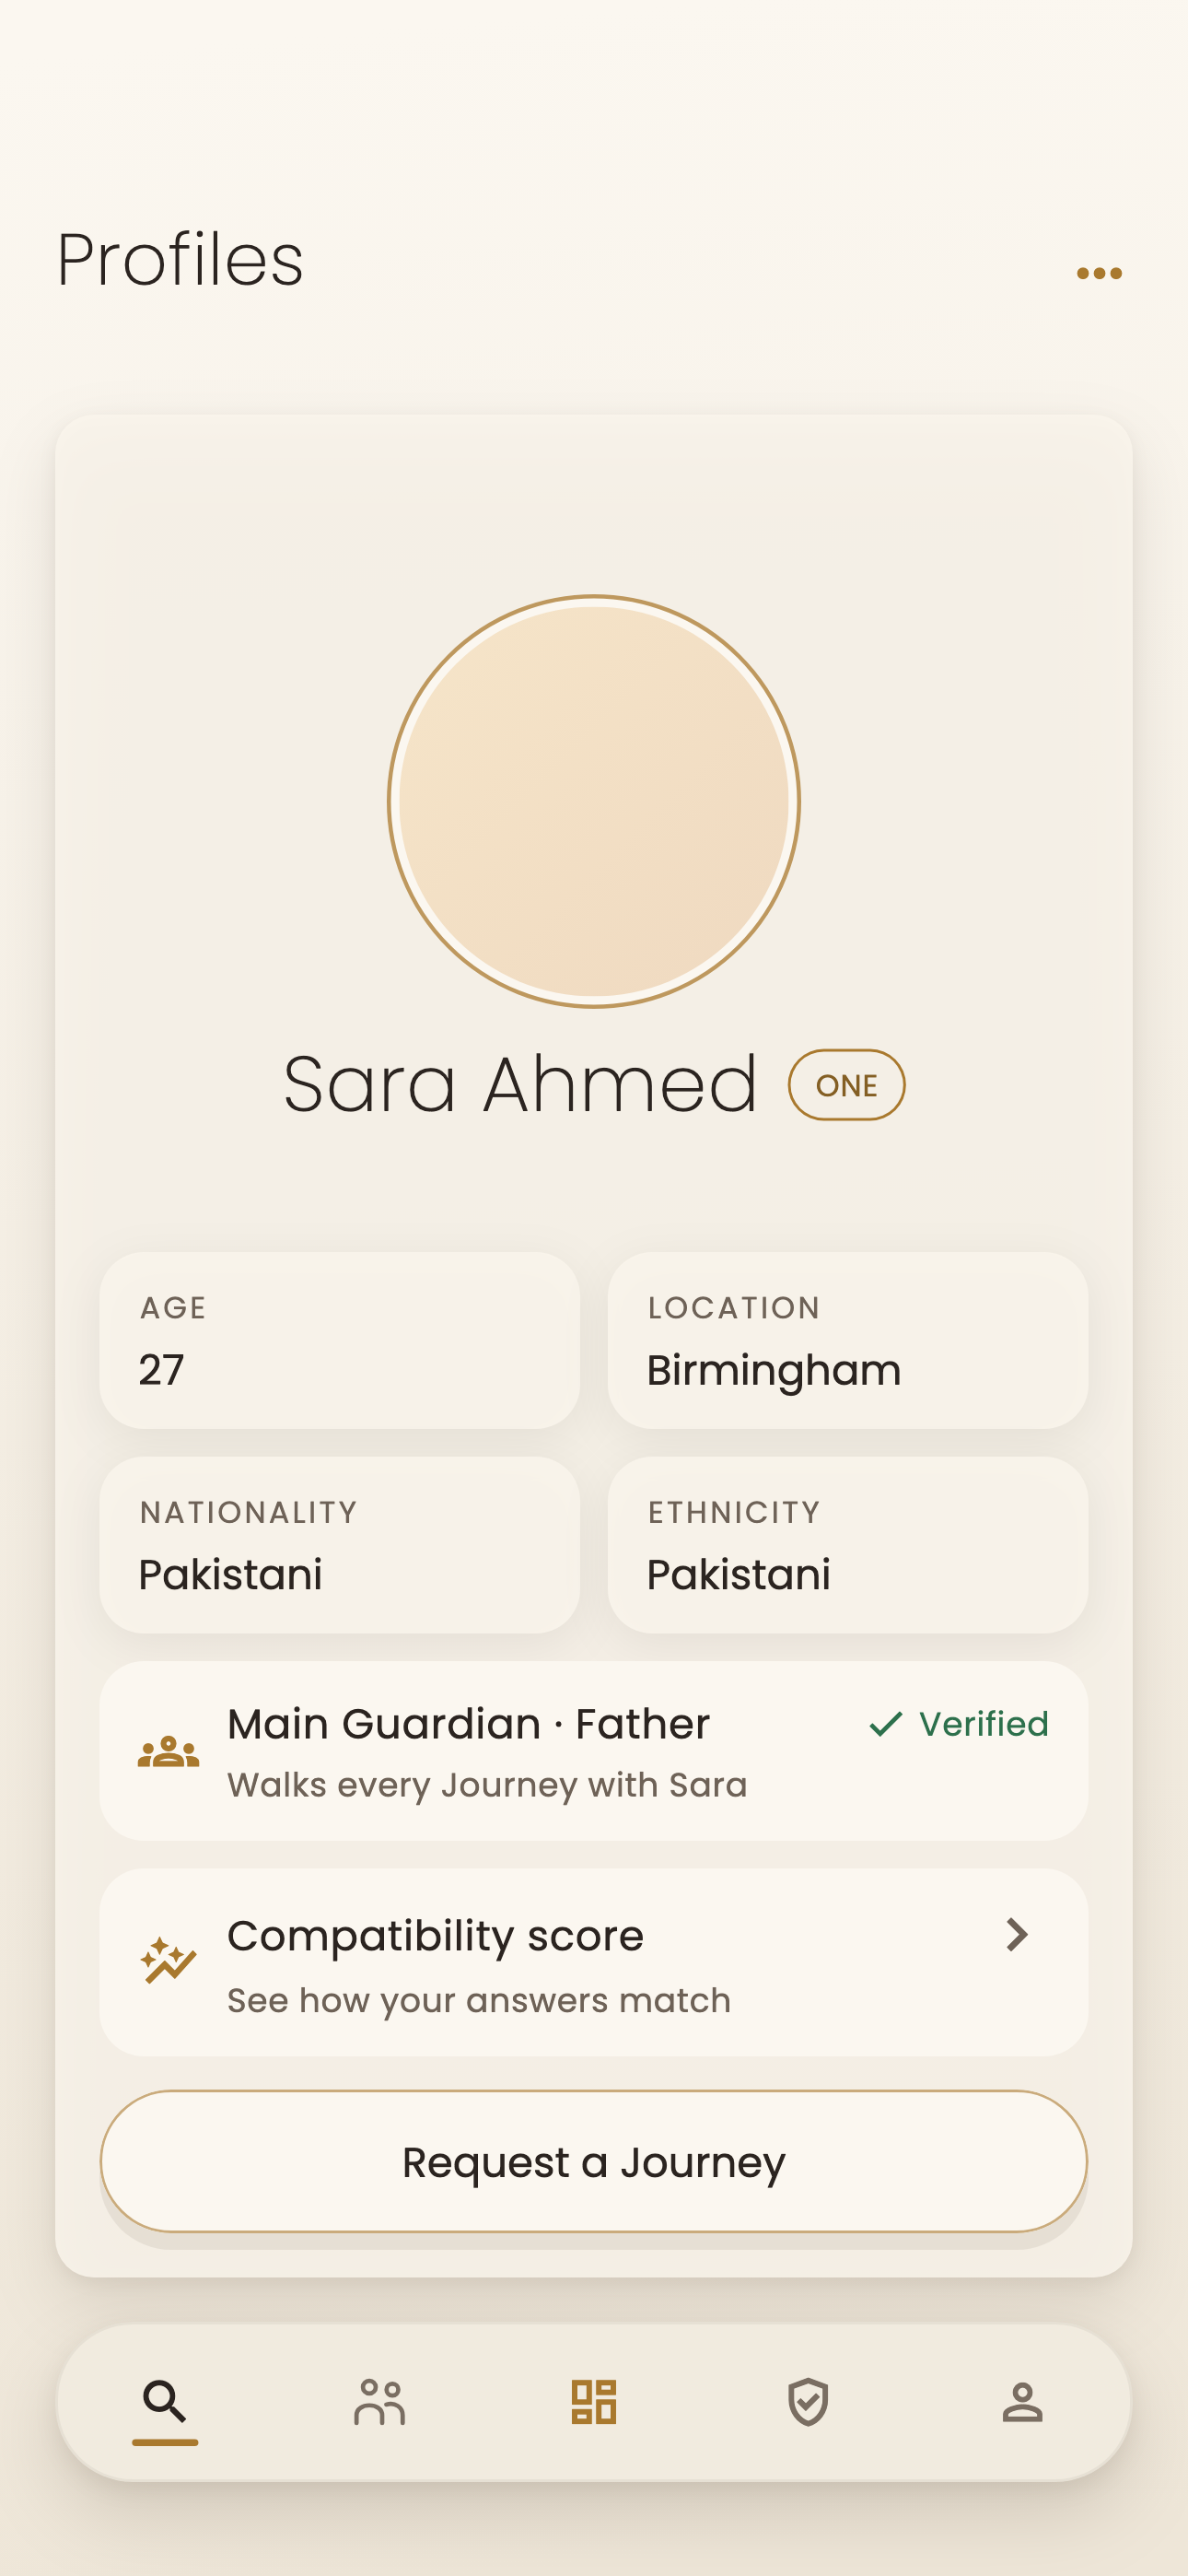 Profiles
Sara Ahmed ONE
AGE
27
LOCATION
Birmingham
NATIONALITY
Pakistani
ETHNICITY
Pakistani
Main Guardian · Father
Verified
Walks every Journey with Sara
Compatibility score
See how your answers match
Request a Journey